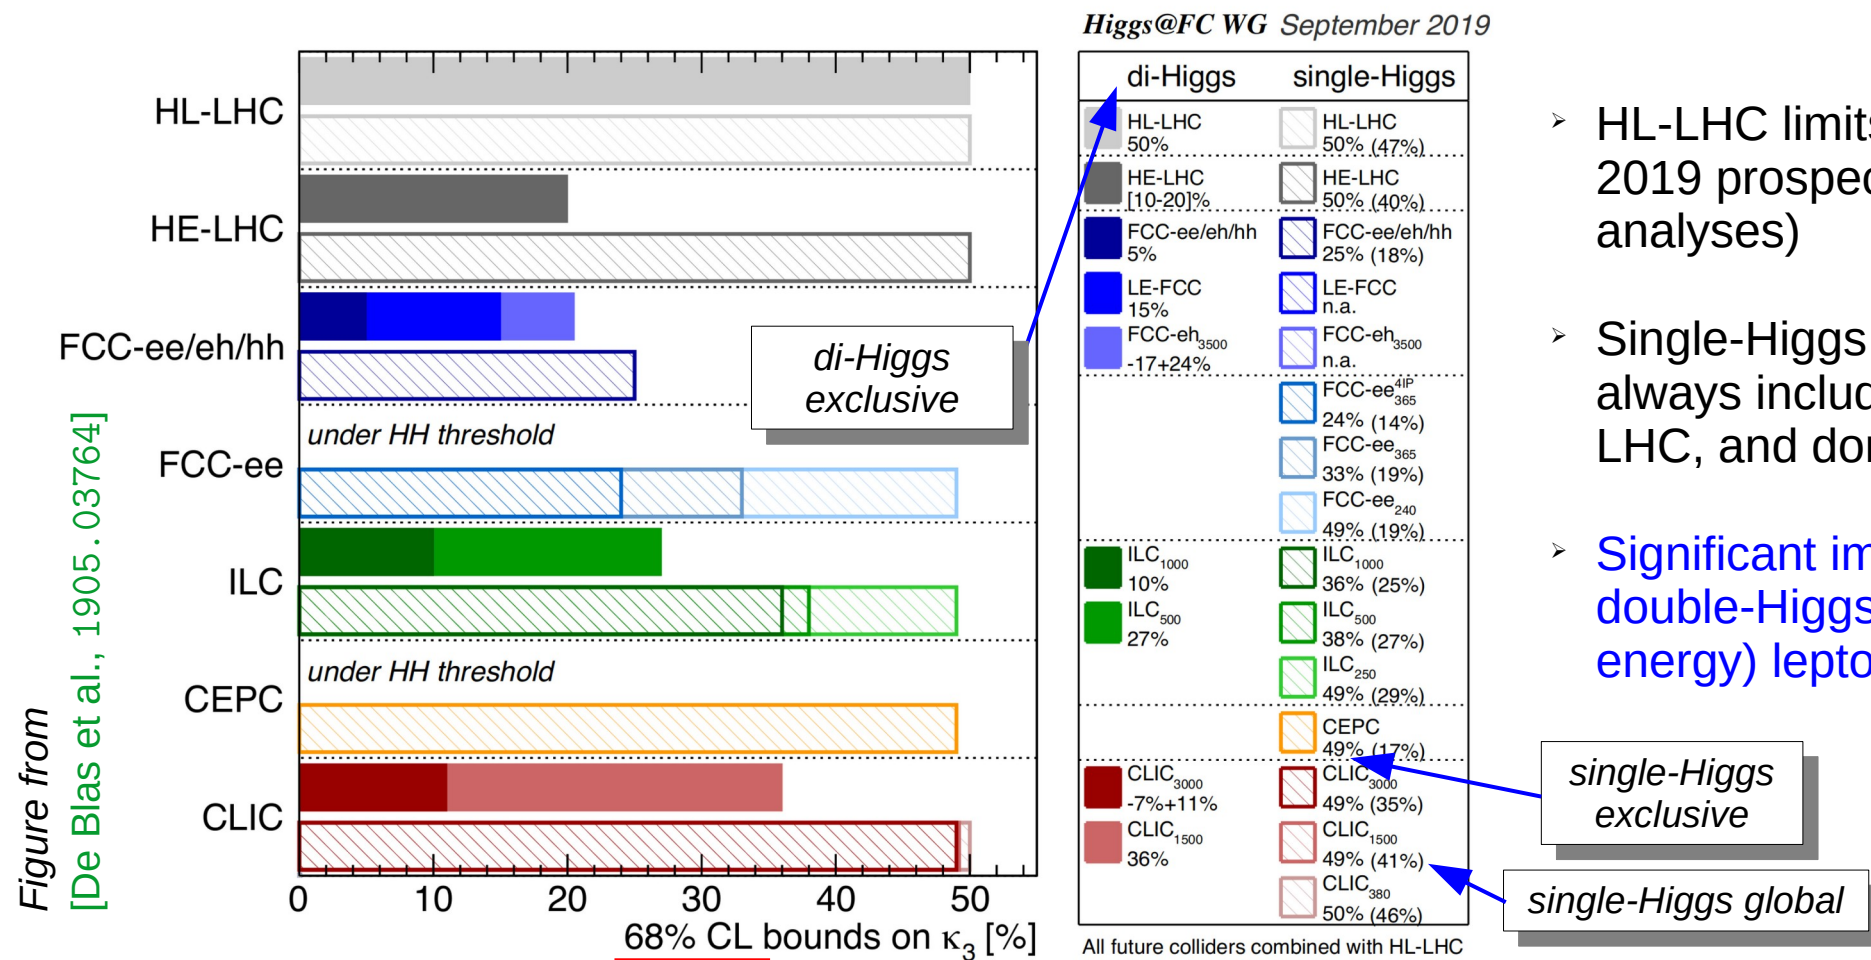 Higgs@FC WG September 2019
HL-LHC
HE-LHC
FCC-ee/eh/hh
under HH threshold
FCC-ee
ILC
under HH threshold
CEPC
CLIC
0 10 20 30 40 50
68% CL bounds on κ3 [%]
Figure from
[De Blas et al., 1905.03764]
di-Higgs
exclusive
di-Higgs single-Higgs
HL-LHC HL-LHC
50% 50% (47%)
HE-LHC HE-LHC
[10-20]% 50% (40%)
FCC-ee/eh/hh FCC-ee/eh/hh
5% 25% (18%)
LE-FCC LE-FCC
15% n.a.
FCC-eh3500 FCC-eh3500
-17+24% n.a.
FCC-ee4IP365
24% (14%)
FCC-ee365
33% (19%)
FCC-ee240
49% (19%)
ILC1000 ILC1000
10% 36% (25%)
ILC500 ILC500
27% 38% (27%)
ILC250
49% (29%)
CEPC
49% (17%)
CLIC3000 CLIC3000
-7%+11% 49% (35%)
CLIC1500 CLIC1500
36% 49% (41%)
CLIC380
50% (46%)
All future colliders combined with HL-LHC
➢ HL-LHC limits
2019 prospec
analyses)
➢ Single-Higgs
always includ
LHC, and dor
➢ Significant im
double-Higgs
energy) lepto
single-Higgs
exclusive
single-Higgs global